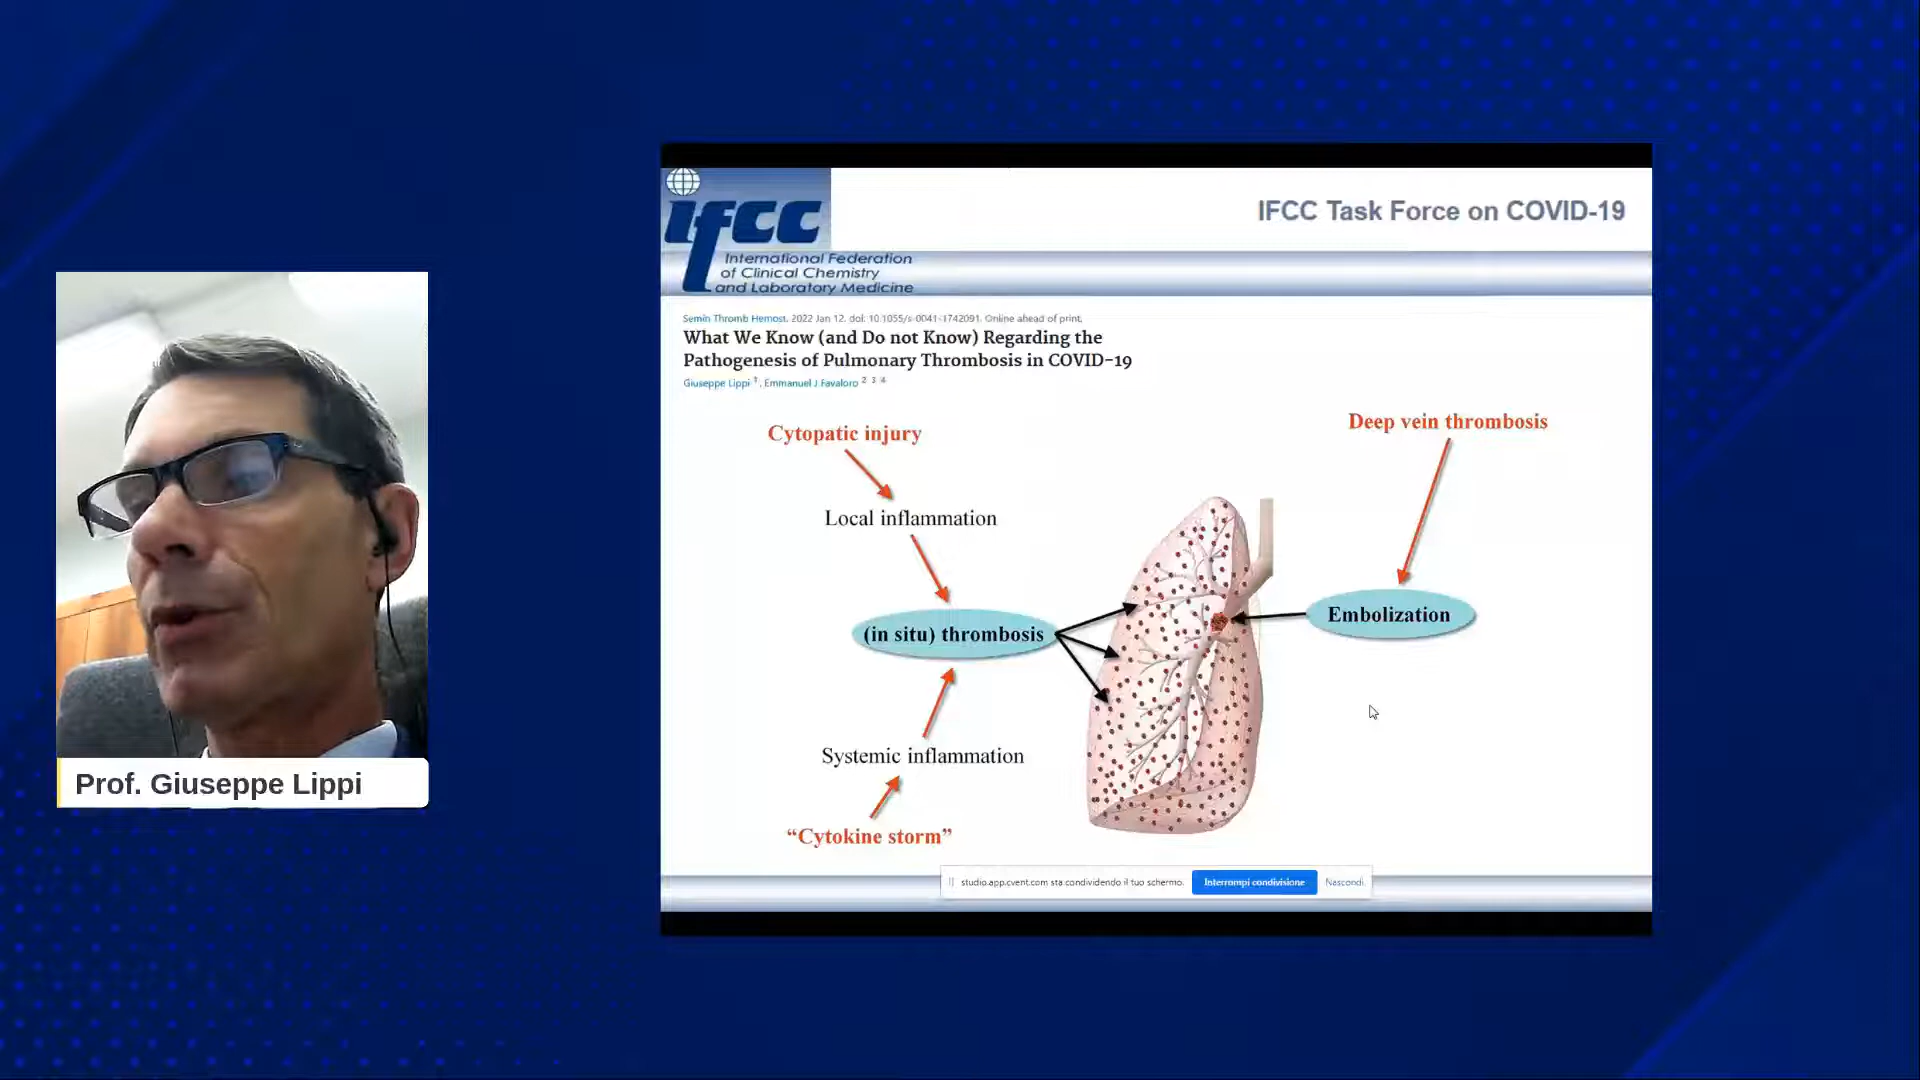 ifcc
IFCC Task Force on COVID-19
International Federation
of Clinical Chemistry
and Laboratory Medicine
Semin Thromb Hemost. 2022 Jan 12. doi: 10.1055/s-0041-1742091. Online ahead of print.
What We Know (and Do not Know) Regarding the
Pathogenesis of Pulmonary Thrombosis in COVID-19
Giuseppe Lippi 1, Emmanuel J Favaloro 2 3 4
Cytopatic injury
Deep vein thrombosis
Local inflammation
(in situ) thrombosis
Embolization
Systemic inflammation
“Cytokine storm”
studio.app.cvent.com sta condividendo il tuo schermo.
Interrompi condivisione
Nascondi
Prof. Giuseppe Lippi